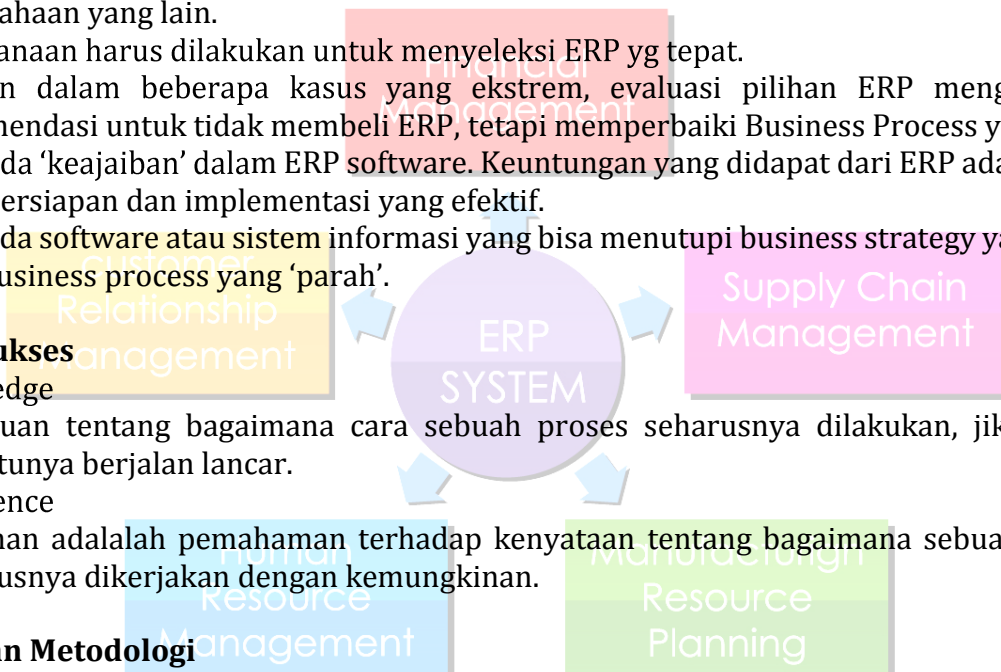 ahaan yang lain.
anaan harus dilakukan untuk menyeleksi ERP yg tepat.
n dalam beberapa kasus yang ekstrem, evaluasi pilihan ERP meng
mendasi untuk tidak membeli ERP, tetapi memperbaiki Business Process y
da ‘keajaiban’ dalam ERP software. Keuntungan yang didapat dari ERP ada
ersiapan dan implementasi yang efektif.
da software atau sistem informasi yang bisa menutupi business strategy ya
usiness process yang ‘parah’.
ukses
edge
uan tentang bagaimana cara sebuah proses seharusnya dilakukan, jik
tunya berjalan lancar.
ence
man adalalah pemahaman terhadap kenyataan tentang bagaimana sebua
usnya dikerjakan dengan kemungkinan.
an Metodologi
Financial
Management
customer
Relationship
Management
ERP
SYSTEM
Supply Chain
Management
Human
Resource
Management
Manufacturingn
Resource
Planning